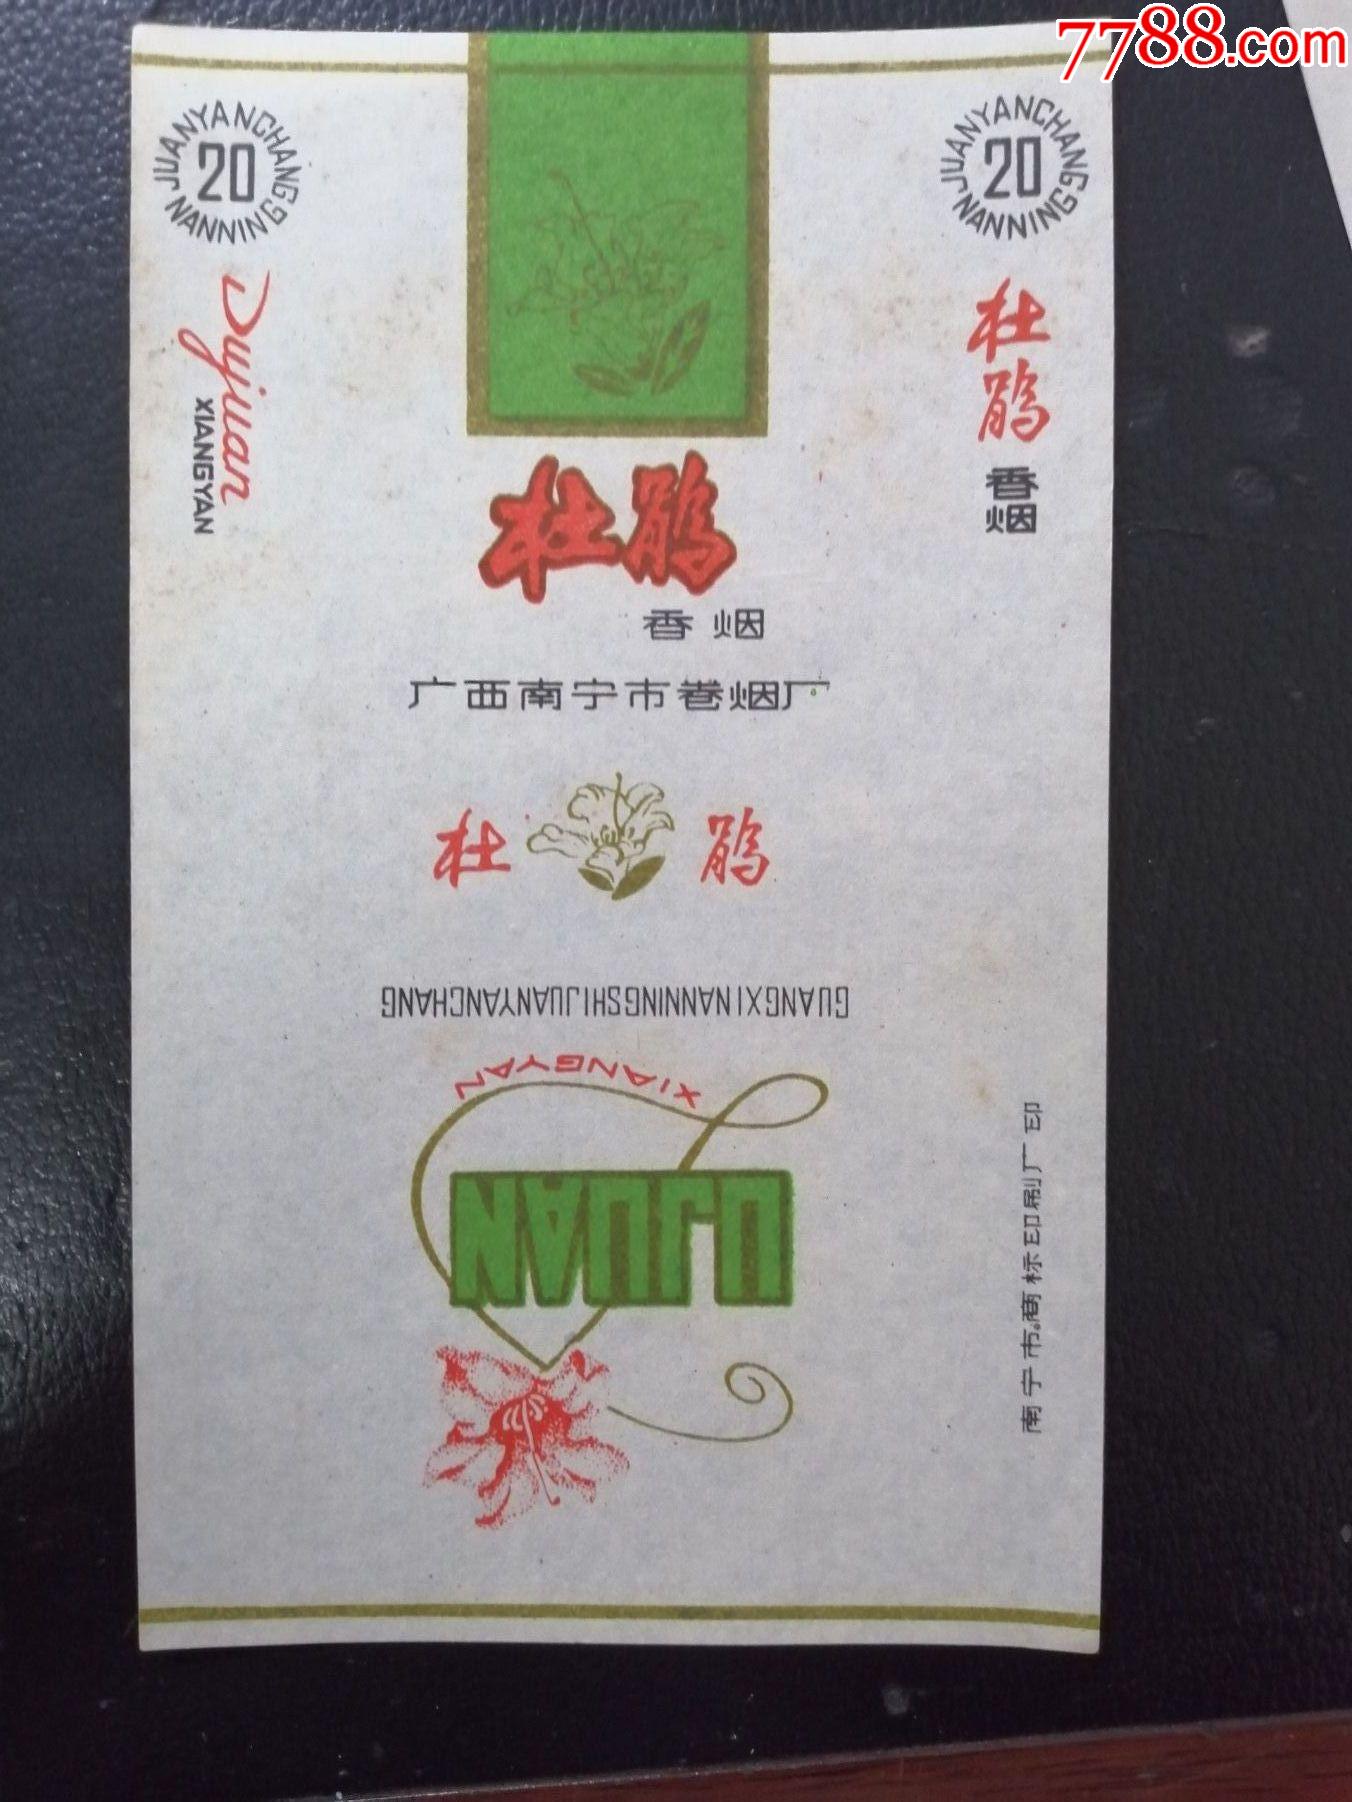 7788.com
JUANYANCHANG
20
NANNING
JUANYANCHANG
20
NANNING
Dujuan
XIANGYAN
杜鹃
香烟
杜鹃
香烟
广西南宁市卷烟厂
杜 鹃
GUANGXINANNINGSHIJUANYANCHANG
XIANGYAN
UJUAN
南宁市商标印刷厂印